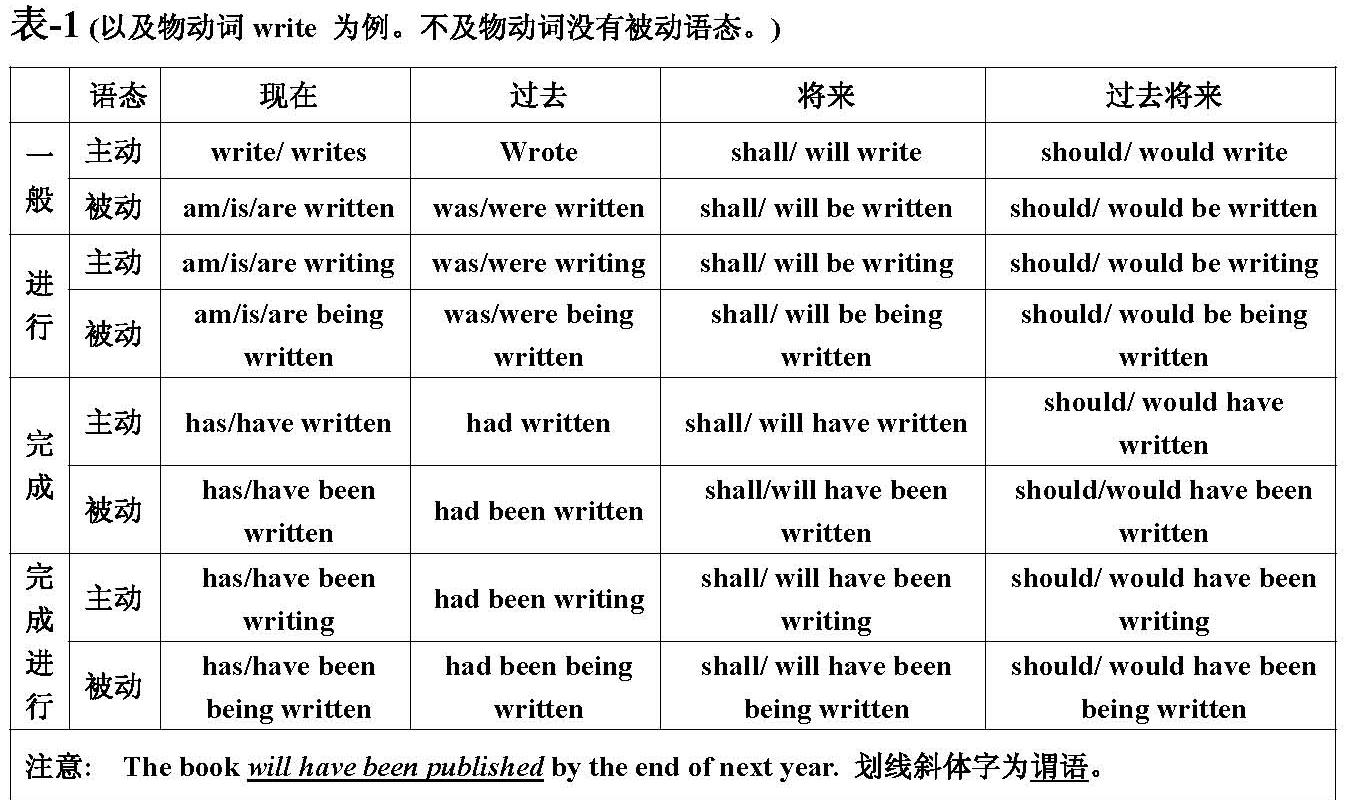 表-1 (以及物动词 write 为例。不及物动词没有被动语态。)
语态 现在 过去 将来 过去将来
一般 主动 write/ writes Wrote shall/ will write should/ would write
被动 am/is/are written was/were written shall/ will be written should/ would be written
进行 主动 am/is/are writing was/were writing shall/ will be writing should/ would be writing
被动 am/is/are being written was/were being written shall/ will be being written should/ would be being written
完成 主动 has/have written had written shall/ will have written should/ would have written
被动 has/have been written had been written shall/will have been written should/would have been written
完成进行 主动 has/have been writing had been writing shall/ will have been writing should/ would have been writing
被动 has/have been being written had been being written shall/ will have been being written should/ would have been being written
注意: The book will have been published by the end of next year. 划线斜体字为谓语。